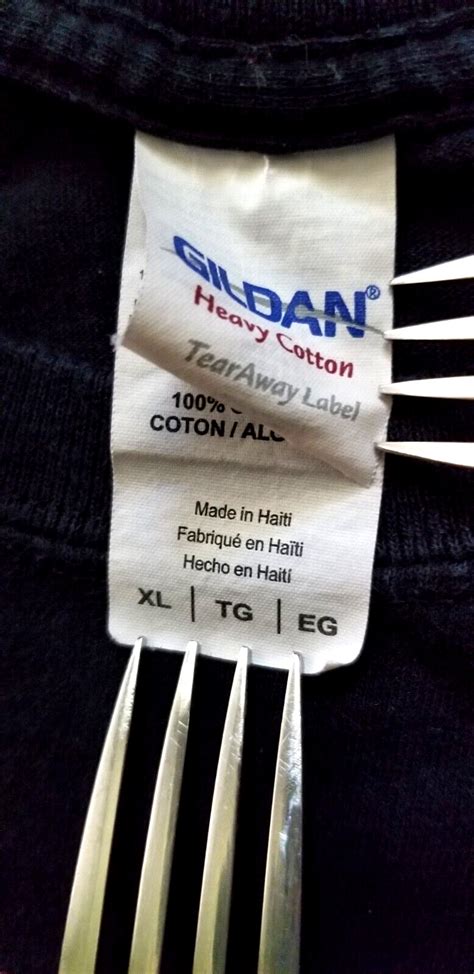 GILDAN®
Heavy Cotton
TearAway Label
100%
COTON / AL
Made in Haiti
Fabriqué en Haïti
Hecho en Haití
XL | TG | EG